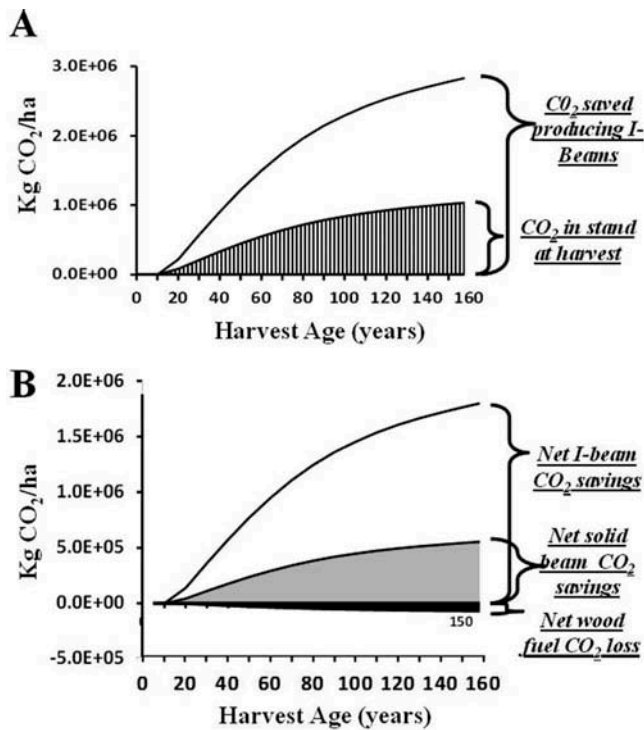 A
3.0E+06
2.0E+06
1.0E+06
0.0E+00
Kg CO₂/ha
0 20 40 60 80 100 120 140 160
Harvest Age (years)
C0₂ saved
producing I-
Beams
CO₂ in stand
at harvest
B
2.0E+06
1.5E+06
1.0E+06
5.0E+05
0.0E+00
-5.0E+05
Kg CO₂/ha
150
0 20 40 60 80 100 120 140 160
Harvest Age (years)
Net I-beam
CO₂ savings
Net solid
beam CO₂
savings
Net wood
fuel CO₂ loss